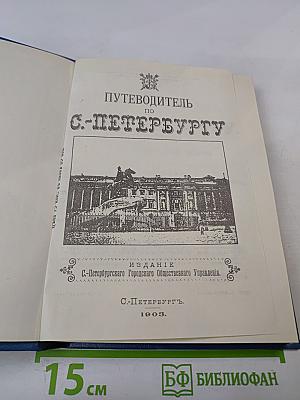 ПУТЕВОДИТЕЛЬ
ПО
С.-ПЕТЕРБУРГУ
ИЗДАНІЕ
С.-Петербургскаго Городского Общественнаго Управленія.
С.-Петербургъ.
1903.
15 см
БФ БИБЛИОФАН